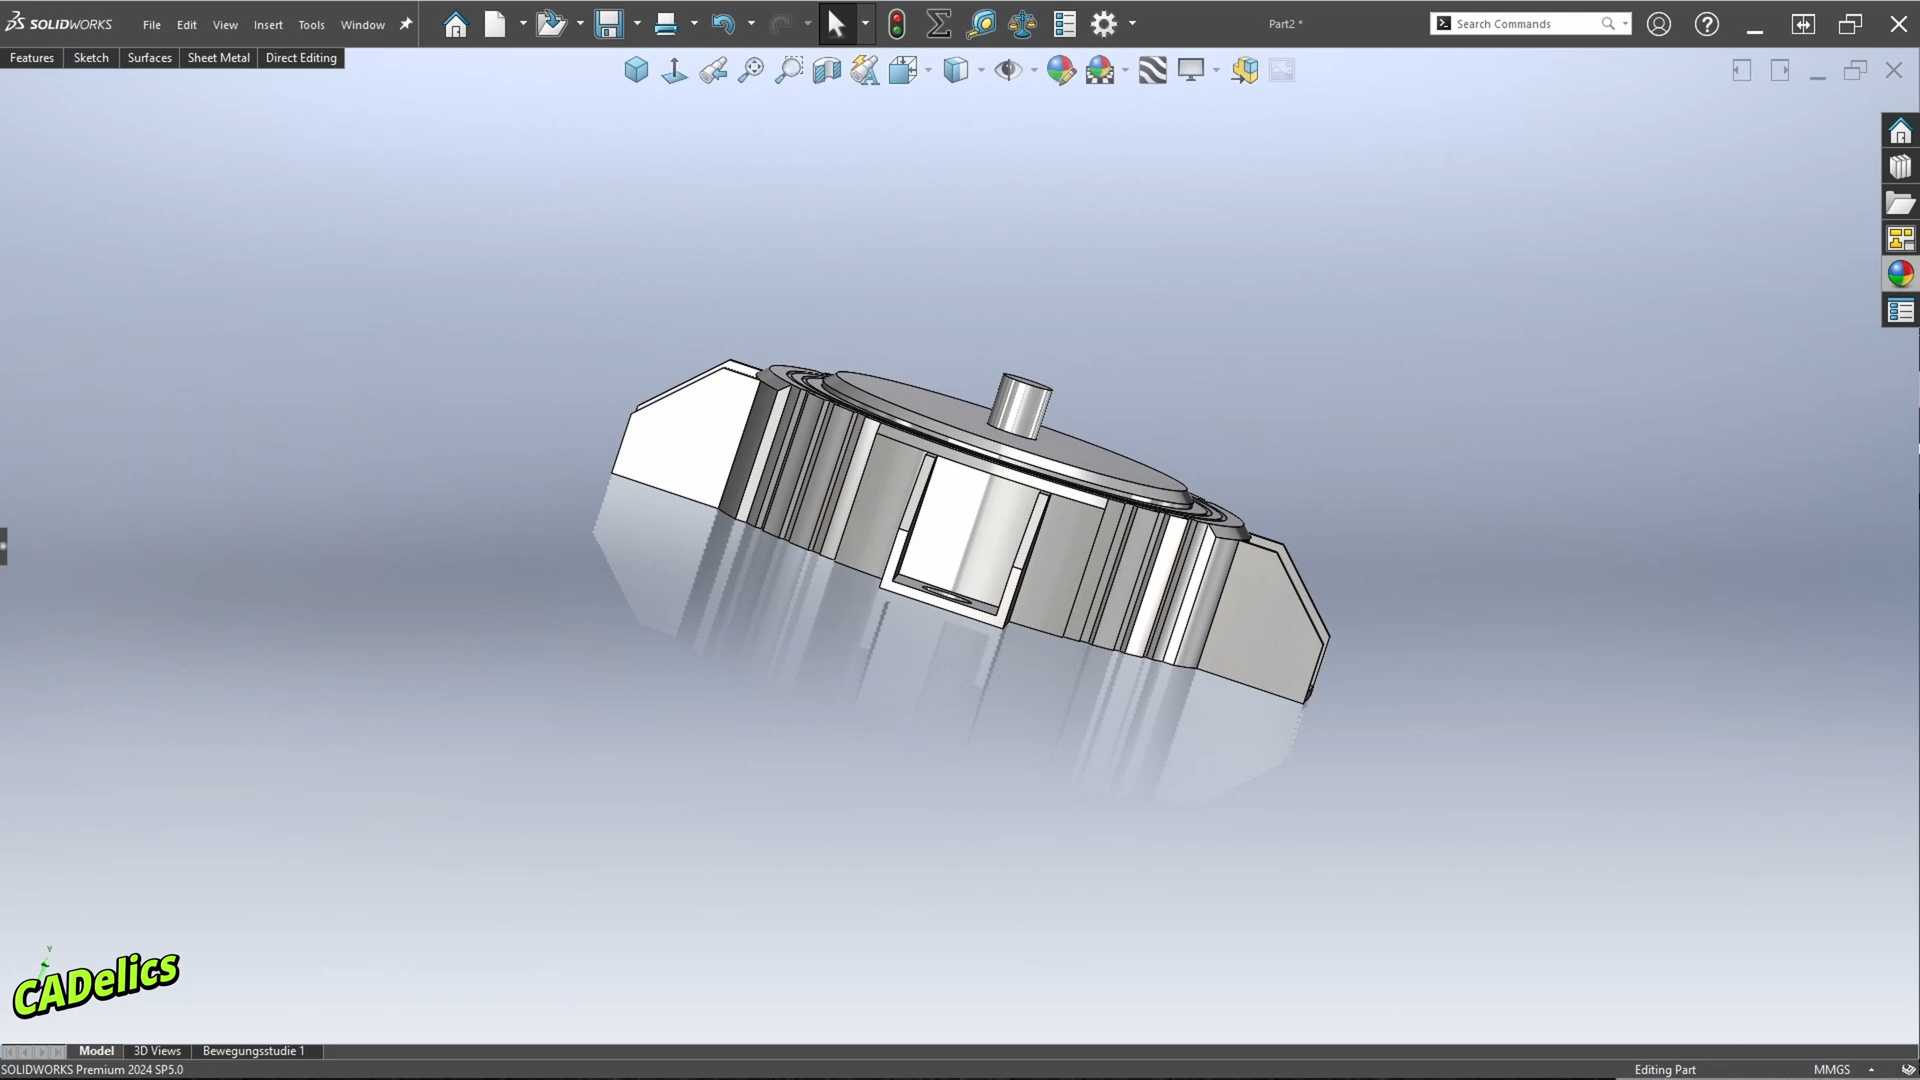 SOLIDWORKS File Edit View Insert Tools Window Part2 * Search Commands
Features Sketch Surfaces Sheet Metal Direct Editing
Y
CADelics
Model 3D Views Bewegungsstudie 1
SOLIDWORKS Premium 2024 SP5.0 Editing Part MMGS